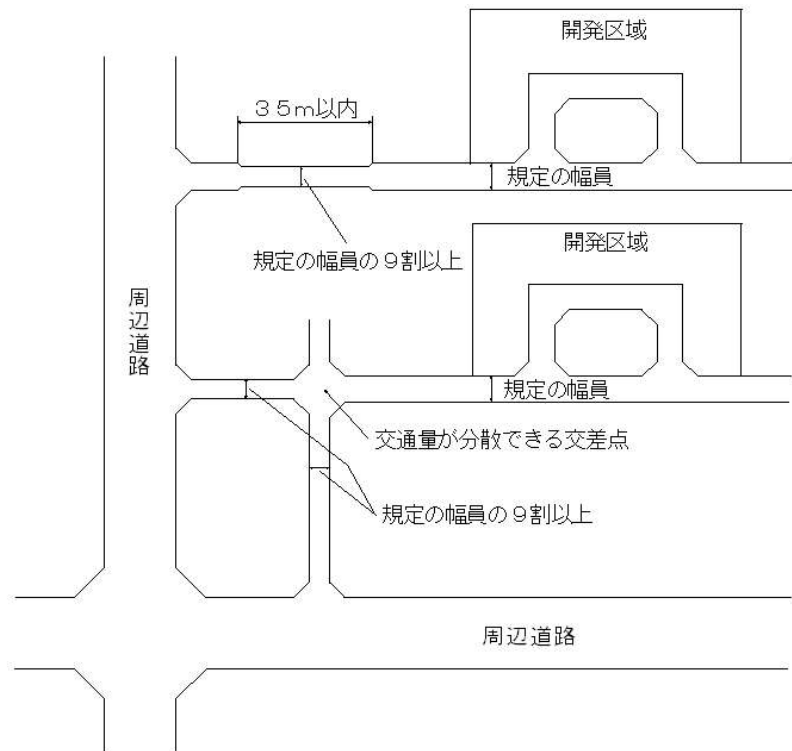 開発区域
３５ｍ以内
規定の幅員
規定の幅員の９割以上
開発区域
周辺道路
規定の幅員
交通量が分散できる交差点
規定の幅員の９割以上
周辺道路